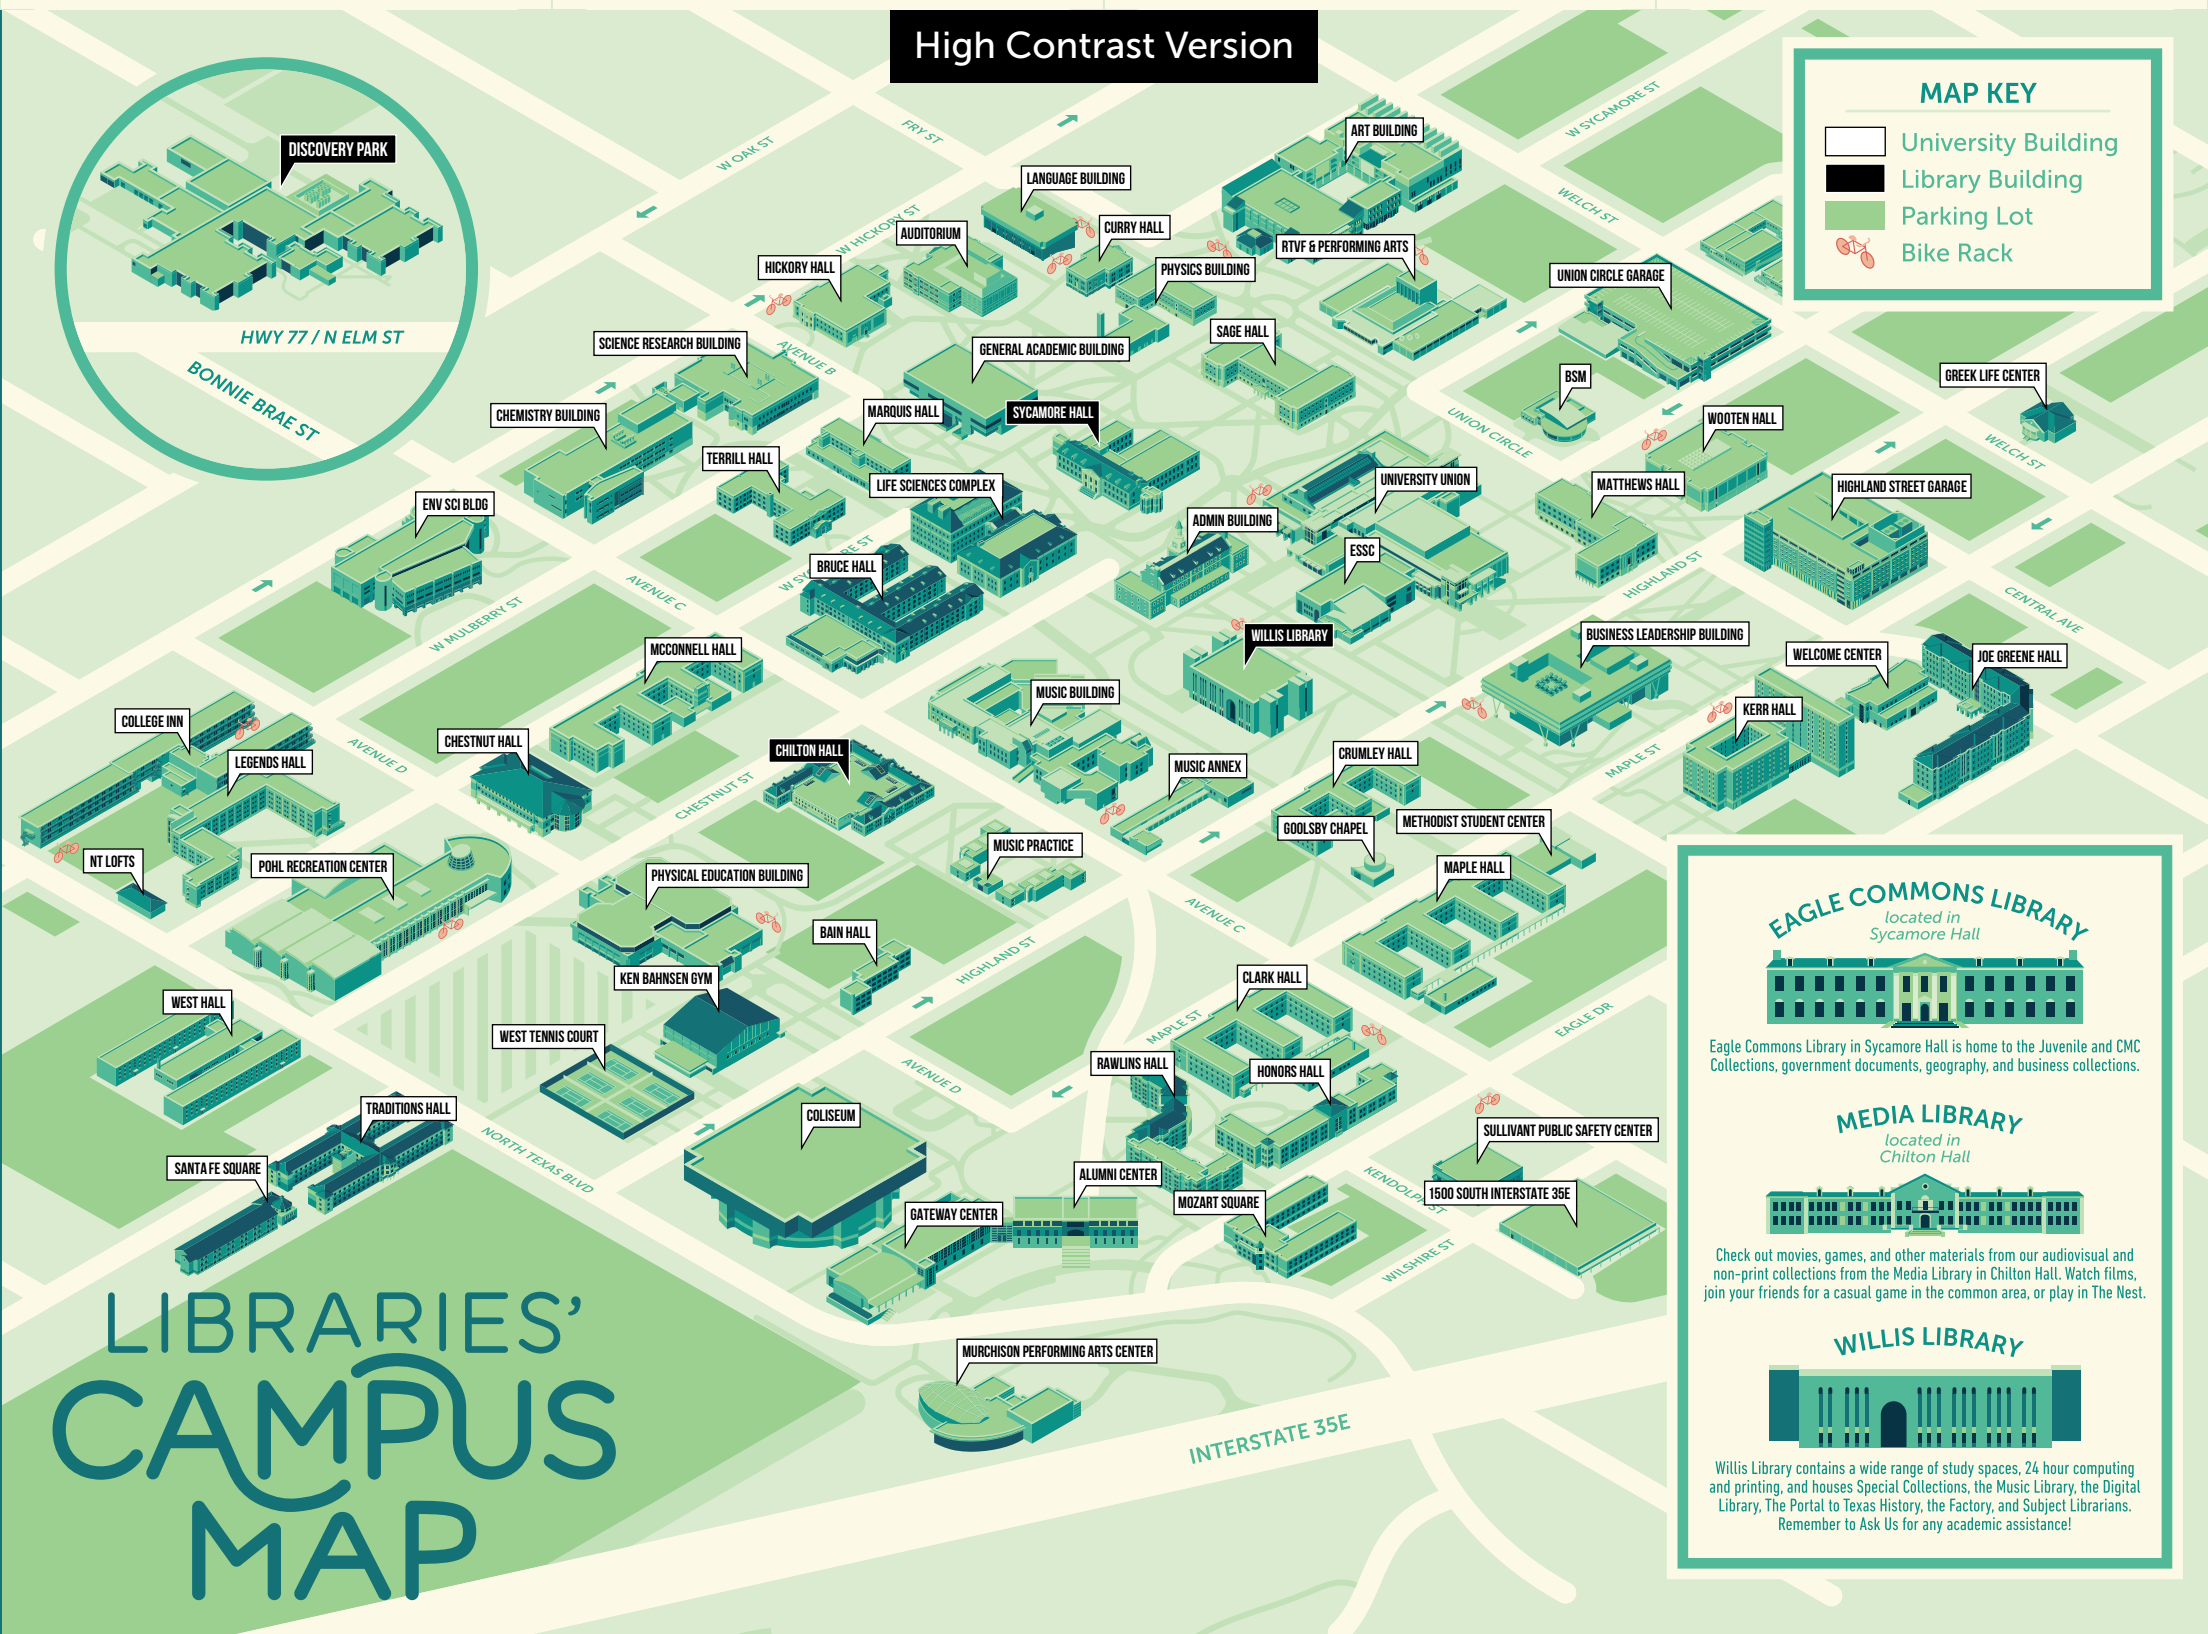 High Contrast Version
MAP KEY
University Building
Library Building
Parking Lot
Bike Rack
DISCOVERY PARK
HWY 77 / N ELM ST
BONNIE BRAE ST
W OAK ST
FRY ST
W SYCAMORE ST
WELCH ST
W HICKORY ST
ART BUILDING
LANGUAGE BUILDING
AUDITORIUM
CURRY HALL
RTVF & PERFORMING ARTS
HICKORY HALL
PHYSICS BUILDING
UNION CIRCLE GARAGE
SCIENCE RESEARCH BUILDING
AVENUE B
GENERAL ACADEMIC BUILDING
SAGE HALL
BSM
GREEK LIFE CENTER
CHEMISTRY BUILDING
MARQUIS HALL
SYCAMORE HALL
UNION CIRCLE
WOOTEN HALL
WELCH ST
TERRILL HALL
LIFE SCIENCES COMPLEX
UNIVERSITY UNION
MATTHEWS HALL
HIGHLAND STREET GARAGE
ENV SCI BLDG
ADMIN BUILDING
ESSC
BRUCE HALL
HIGHLAND ST
AVENUE C
W MULBERRY ST
CENTRAL AVE
MCCONNELL HALL
WILLIS LIBRARY
BUSINESS LEADERSHIP BUILDING
WELCOME CENTER
JOE GREENE HALL
MUSIC BUILDING
KERR HALL
COLLEGE INN
LEGENDS HALL
AVENUE D
CHESTNUT HALL
CHILTON HALL
CHESTNUT ST
MUSIC ANNEX
CRUMLEY HALL
MAPLE ST
GOOLSBY CHAPEL
METHODIST STUDENT CENTER
NT LOFTS
POHL RECREATION CENTER
MUSIC PRACTICE
MAPLE HALL
PHYSICAL EDUCATION BUILDING
AVENUE C
BAIN HALL
HIGHLAND ST
KEN BAHNSEN GYM
CLARK HALL
WEST HALL
WEST TENNIS COURT
MAPLE ST
EAGLE DR
RAWLINS HALL
HONORS HALL
AVENUE D
TRADITIONS HALL
COLISEUM
SULLIVANT PUBLIC SAFETY CENTER
NORTH TEXAS BLVD
SANTA FE SQUARE
ALUMNI CENTER
MOZART SQUARE
1500 SOUTH INTERSTATE 35E
GATEWAY CENTER
WILSHIRE ST
MURCHISON PERFORMING ARTS CENTER
INTERSTATE 35E
LIBRARIES’
CAMPUS
MAP
EAGLE COMMONS LIBRARY
located in
Sycamore Hall
Eagle Commons Library in Sycamore Hall is home to the Juvenile and CMC
Collections, government documents, geography, and business collections.
MEDIA LIBRARY
located in
Chilton Hall
Check out movies, games, and other materials from our audiovisual and
non-print collections from the Media Library in Chilton Hall. Watch films,
join your friends for a casual game in the common area, or play in The Nest.
WILLIS LIBRARY
Willis Library contains a wide range of study spaces, 24 hour computing
and printing, and houses Special Collections, the Music Library, the Digital
Library, The Portal to Texas History, the Factory, and Subject Librarians.
Remember to Ask Us for any academic assistance!